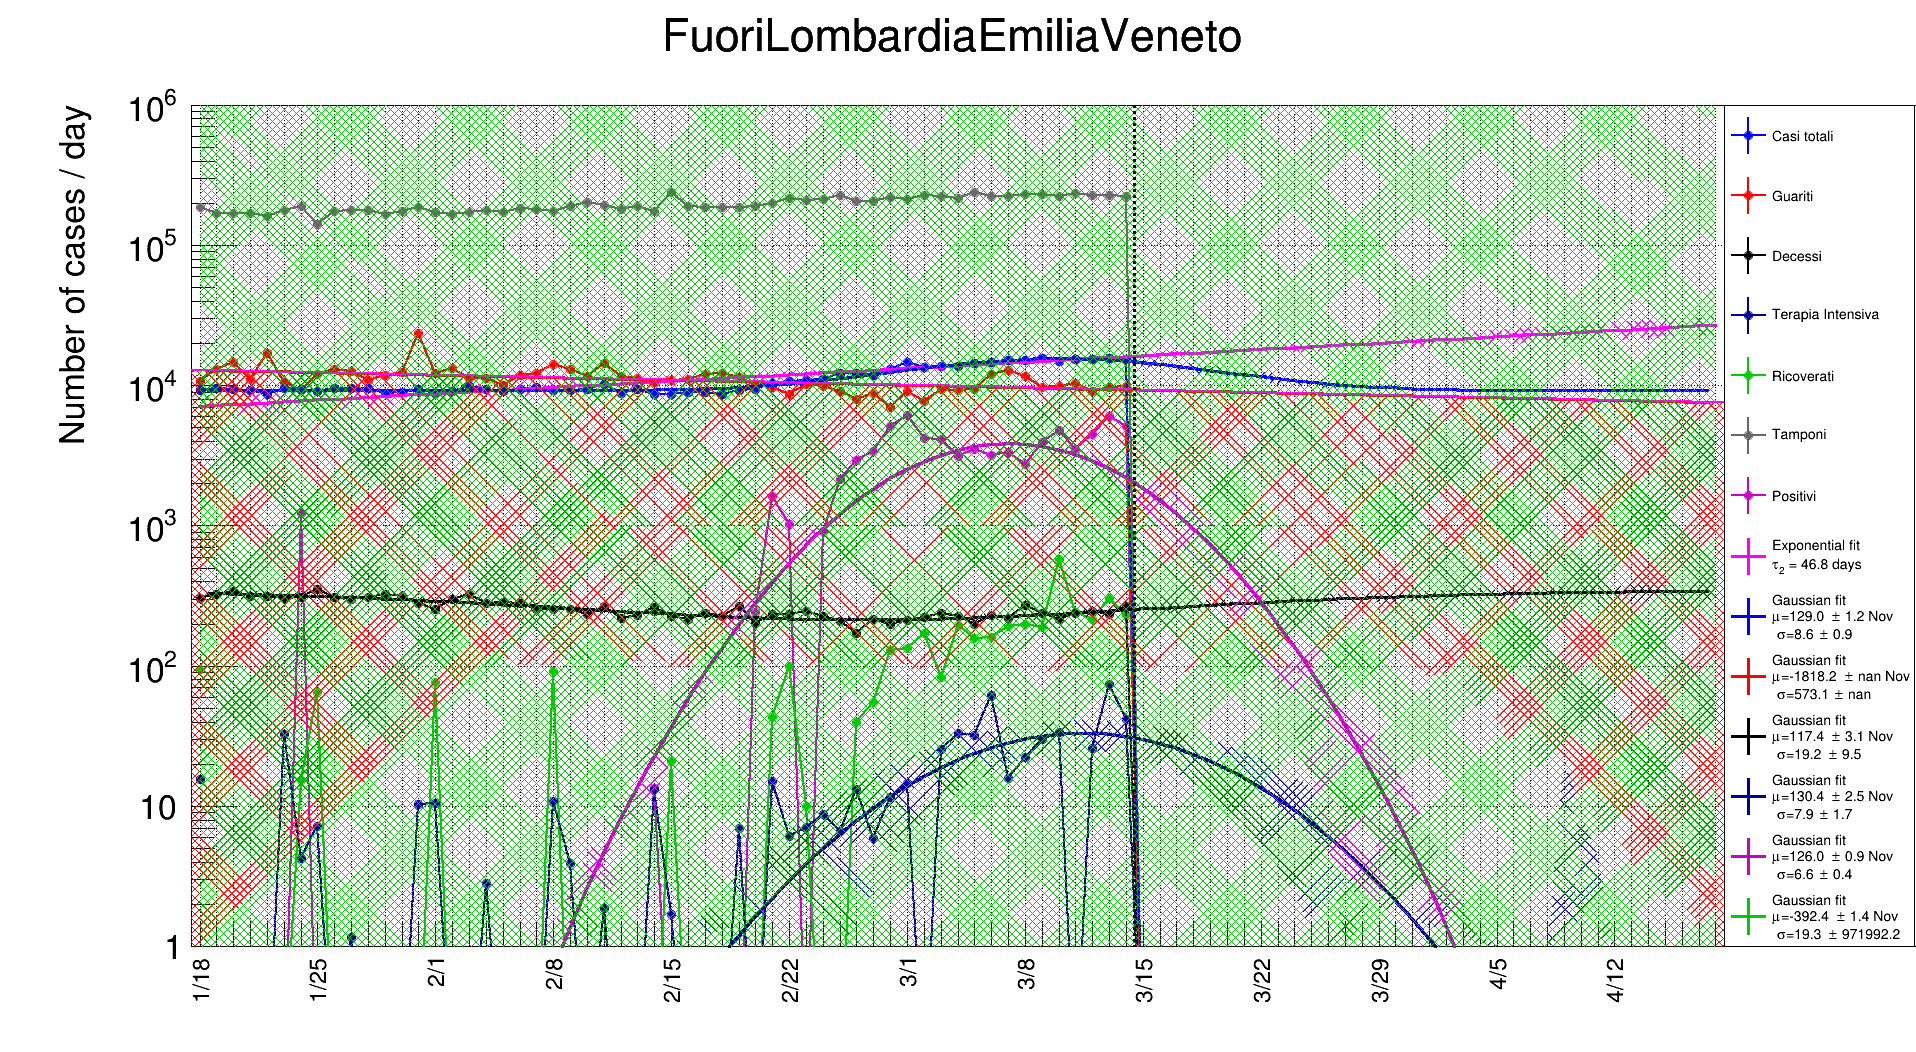 FuoriLombardiaEmiliaVeneto
Number of cases / day
10^6
10^5
10^4
10^3
10^2
10
1
1/18
1/25
2/1
2/8
2/15
2/22
3/1
3/8
3/15
3/22
3/29
4/5
4/12
Casi totali
Guariti
Decessi
Terapia Intensiva
Ricoverati
Tamponi
Positivi
Exponential fit
τ₂ = 46.8 days
Gaussian fit
μ=129.0 ± 1.2 Nov
σ=8.6 ± 0.9
Gaussian fit
μ=-1818.2 ± nan Nov
σ=573.1 ± nan
Gaussian fit
μ=117.4 ± 3.1 Nov
σ=19.2 ± 9.5
Gaussian fit
μ=130.4 ± 2.5 Nov
σ=7.9 ± 1.7
Gaussian fit
μ=126.0 ± 0.9 Nov
σ=6.6 ± 0.4
Gaussian fit
μ=-392.4 ± 1.4 Nov
σ=19.3 ± 971992.2